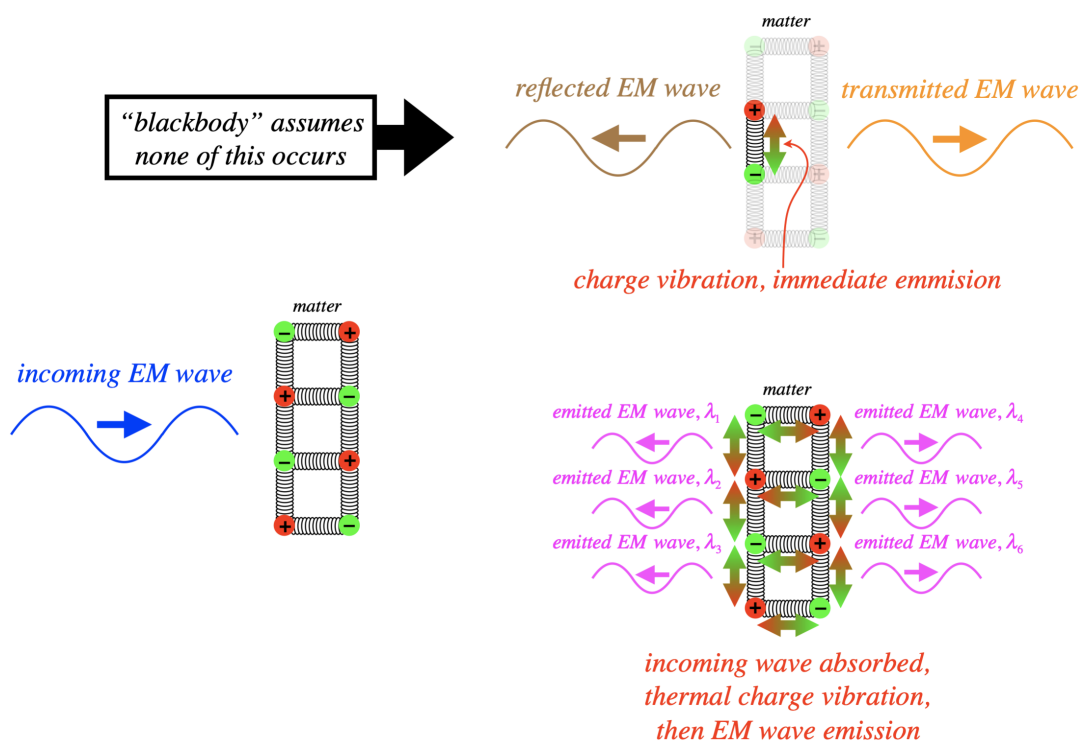 matter
reflected EM wave
transmitted EM wave
“blackbody” assumes
none of this occurs
+
−
+
−
+
−
+
−
charge vibration, immediate emmision
matter
incoming EM wave
− +
+ −
− +
+ −
matter
emitted EM wave, λ1
emitted EM wave, λ4
− +
emitted EM wave, λ2
emitted EM wave, λ5
+ −
emitted EM wave, λ3
emitted EM wave, λ6
− +
+ −
incoming wave absorbed,
thermal charge vibration,
then EM wave emission